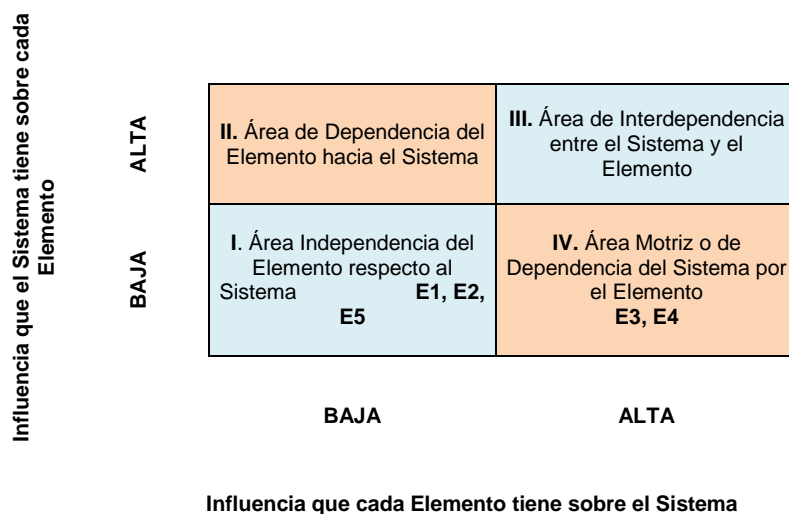 Influencia que el Sistema tiene sobre cada
Elemento
ALTA
II. Área de Dependencia del
Elemento hacia el Sistema
III. Área de Interdependencia
entre el Sistema y el
Elemento
BAJA
I. Área Independencia del
Elemento respecto al
Sistema E1, E2,
E5
IV. Área Motriz o de
Dependencia del Sistema por
el Elemento
E3, E4
BAJA
ALTA
Influencia que cada Elemento tiene sobre el Sistema